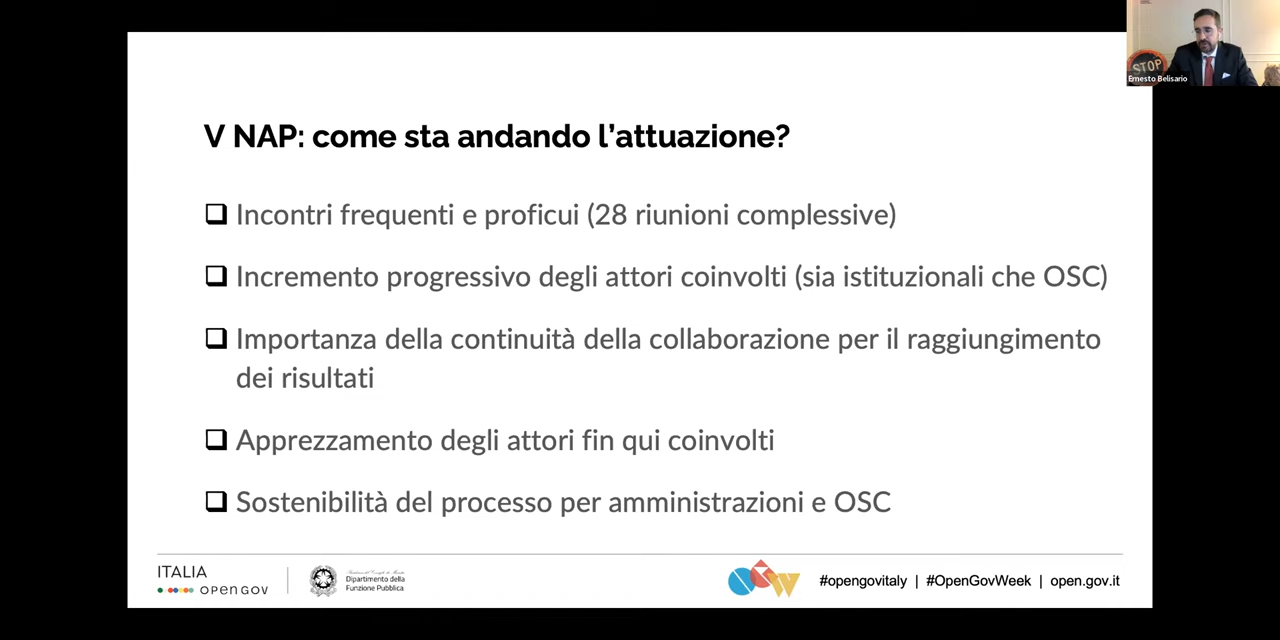 STOP
Ernesto Belisario
V NAP: come sta andando l’attuazione?
Incontri frequenti e proficui (28 riunioni complessive)
Incremento progressivo degli attori coinvolti (sia istituzionali che OSC)
Importanza della continuità della collaborazione per il raggiungimento
dei risultati
Apprezzamento degli attori fin qui coinvolti
Sostenibilità del processo per amministrazioni e OSC
ITALIA
OPEN GOV
Dipartimento della
Funzione Pubblica
#opengovitaly | #OpenGovWeek | open.gov.it